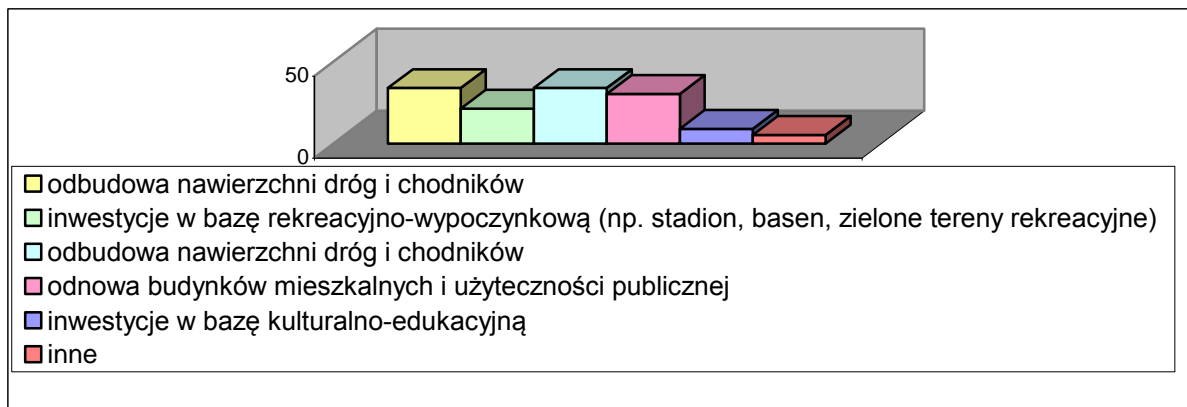 50
0
odbudowa nawierzchni dróg i chodników
inwestycje w bazę rekreacyjno-wypoczynkową (np. stadion, basen, zielone tereny rekreacyjne)
odbudowa nawierzchni dróg i chodników
odnowa budynków mieszkalnych i użyteczności publicznej
inwestycje w bazę kulturalno-edukacyjną
inne